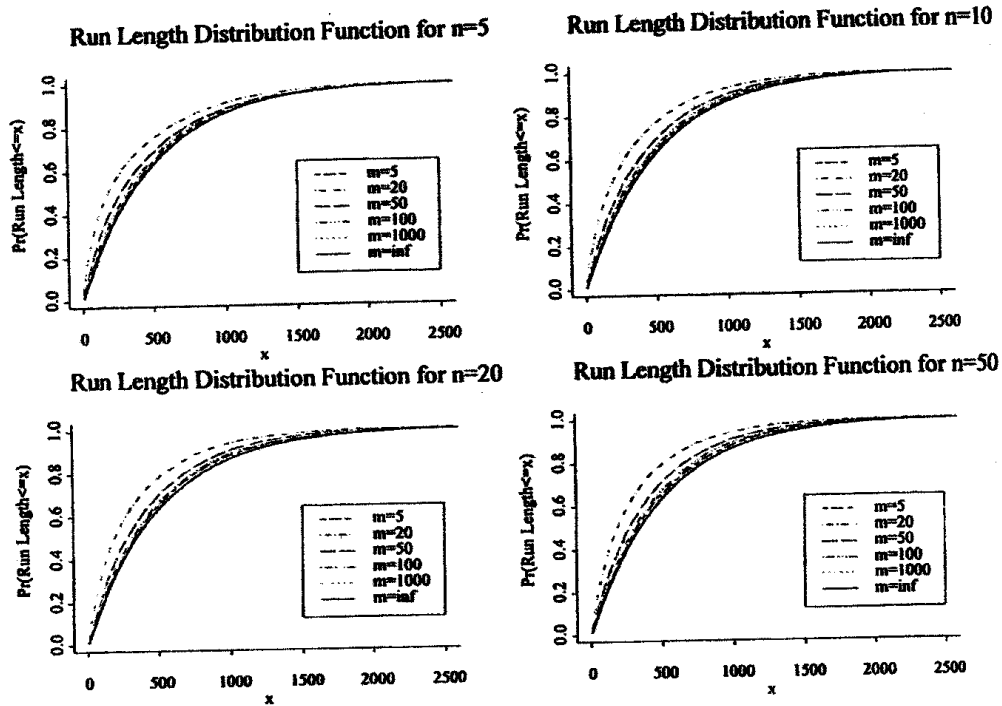 Run Length Distribution Function for n=5
Pr(Run Length<=x)
1.0
0.8
0.6
0.4
0.2
0.0
m=5
m=20
m=50
m=100
m=1000
m=inf
0 500 1000 1500 2000 2500
x
Run Length Distribution Function for n=10
Pr(Run Length<=x)
1.0
0.8
0.6
0.4
0.2
0.0
m=5
m=20
m=50
m=100
m=1000
m=inf
0 500 1000 1500 2000 2500
x
Run Length Distribution Function for n=20
Pr(Run Length<=x)
1.0
0.8
0.6
0.4
0.2
0.0
m=5
m=20
m=50
m=100
m=1000
m=inf
0 500 1000 1500 2000 2500
x
Run Length Distribution Function for n=50
Pr(Run Length<=x)
1.0
0.8
0.6
0.4
0.2
0.0
m=5
m=20
m=50
m=100
m=1000
m=inf
0 500 1000 1500 2000 2500
x